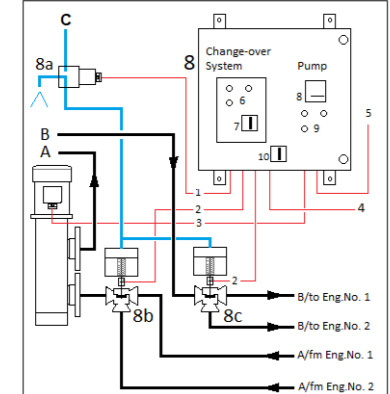 C
8a
8
Change-over
System
Pump
6
7
8
9
10
5
B
A
1
2
3
4
2
8b
8c
B/to Eng.No. 1
B/to Eng.No. 2
A/fm Eng.No. 1
A/fm Eng.No. 2